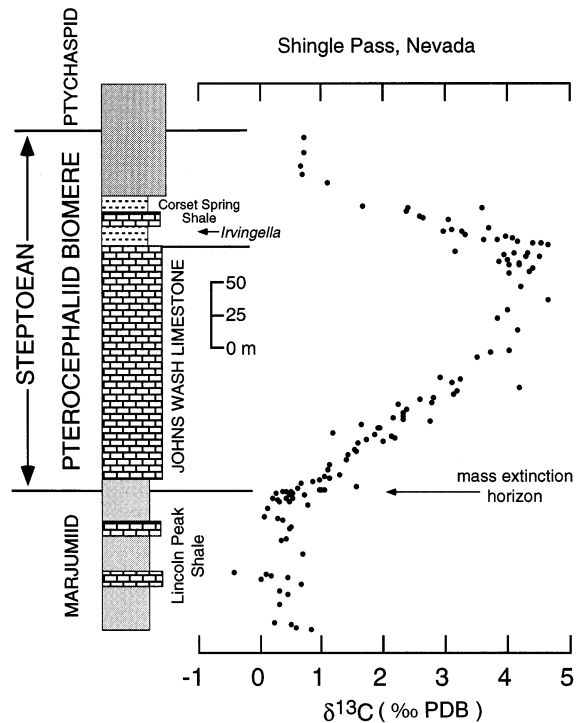 Shingle Pass, Nevada
PTYCHASPID
STEPTOEAN
PTEROCEPHALIID BIOMERE
MARJUMIID
Corset Spring
Shale
Irvingella
JOHNS WASH LIMESTONE
50
25
0 m
Lincoln Peak
Shale
mass extinction
horizon
-1 0 1 2 3 4 5
δ13C ( ‰ PDB )